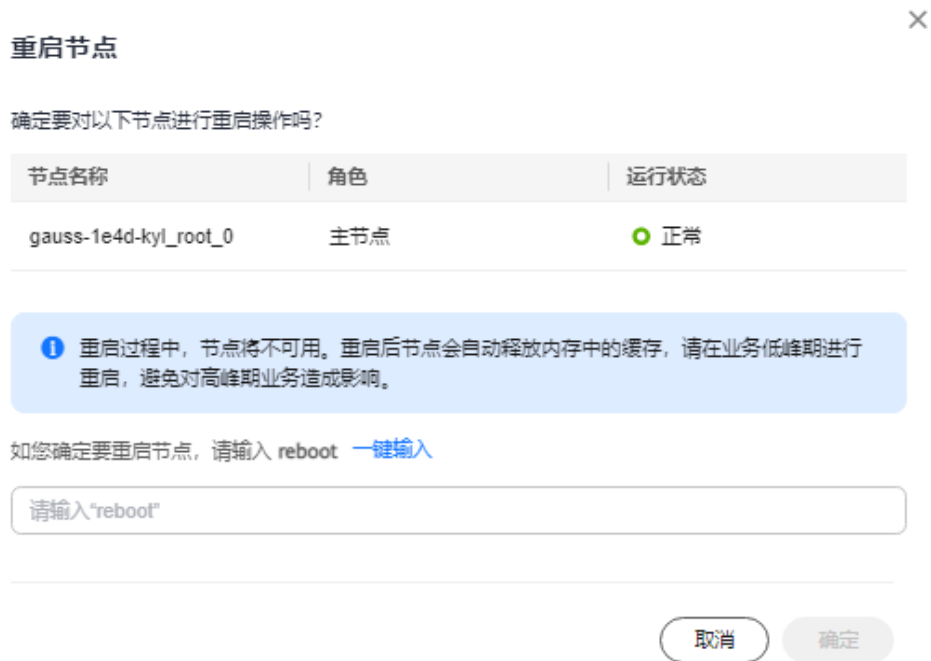 重启节点
确定要对以下节点进行重启操作吗?
节点名称 角色 运行状态
gauss-1e4d-kyl_root_0 主节点 正常
重启过程中，节点将不可用。重启后节点会自动释放内存中的缓存，请在业务低峰期进行
重启，避免对高峰期业务造成影响。
如您确定要重启节点，请输入 reboot 一键输入
请输入“reboot”
取消 确定